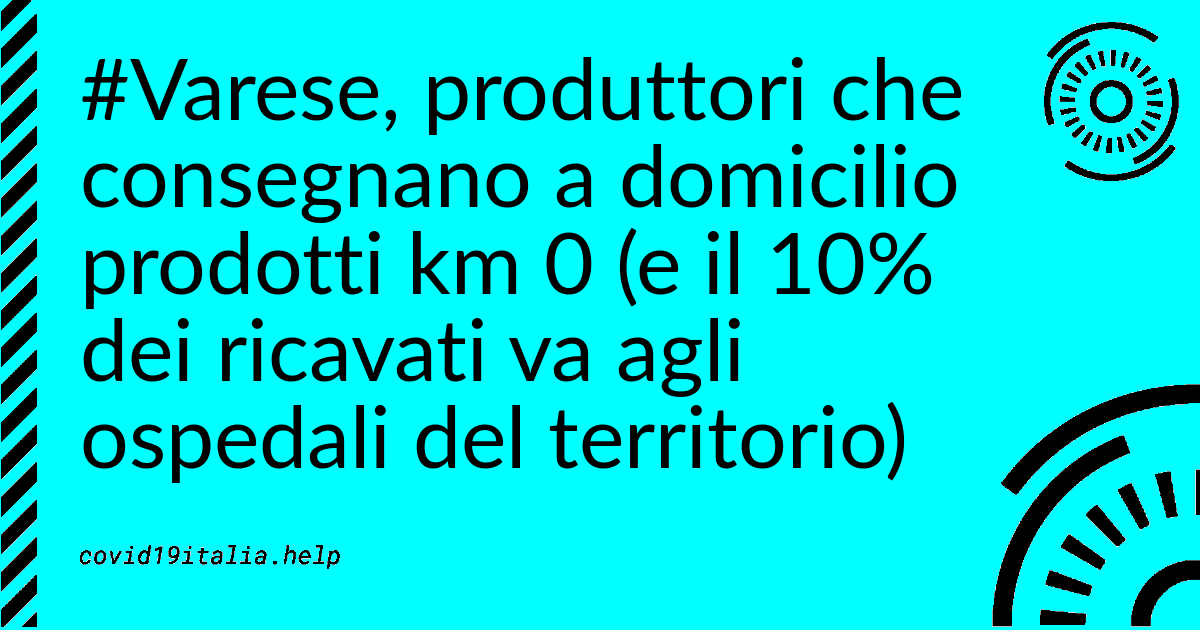 #Varese, produttori che
consegnano a domicilio
prodotti km 0 (e il 10%
dei ricavati va agli
ospedali del territorio)
covid19italia.help